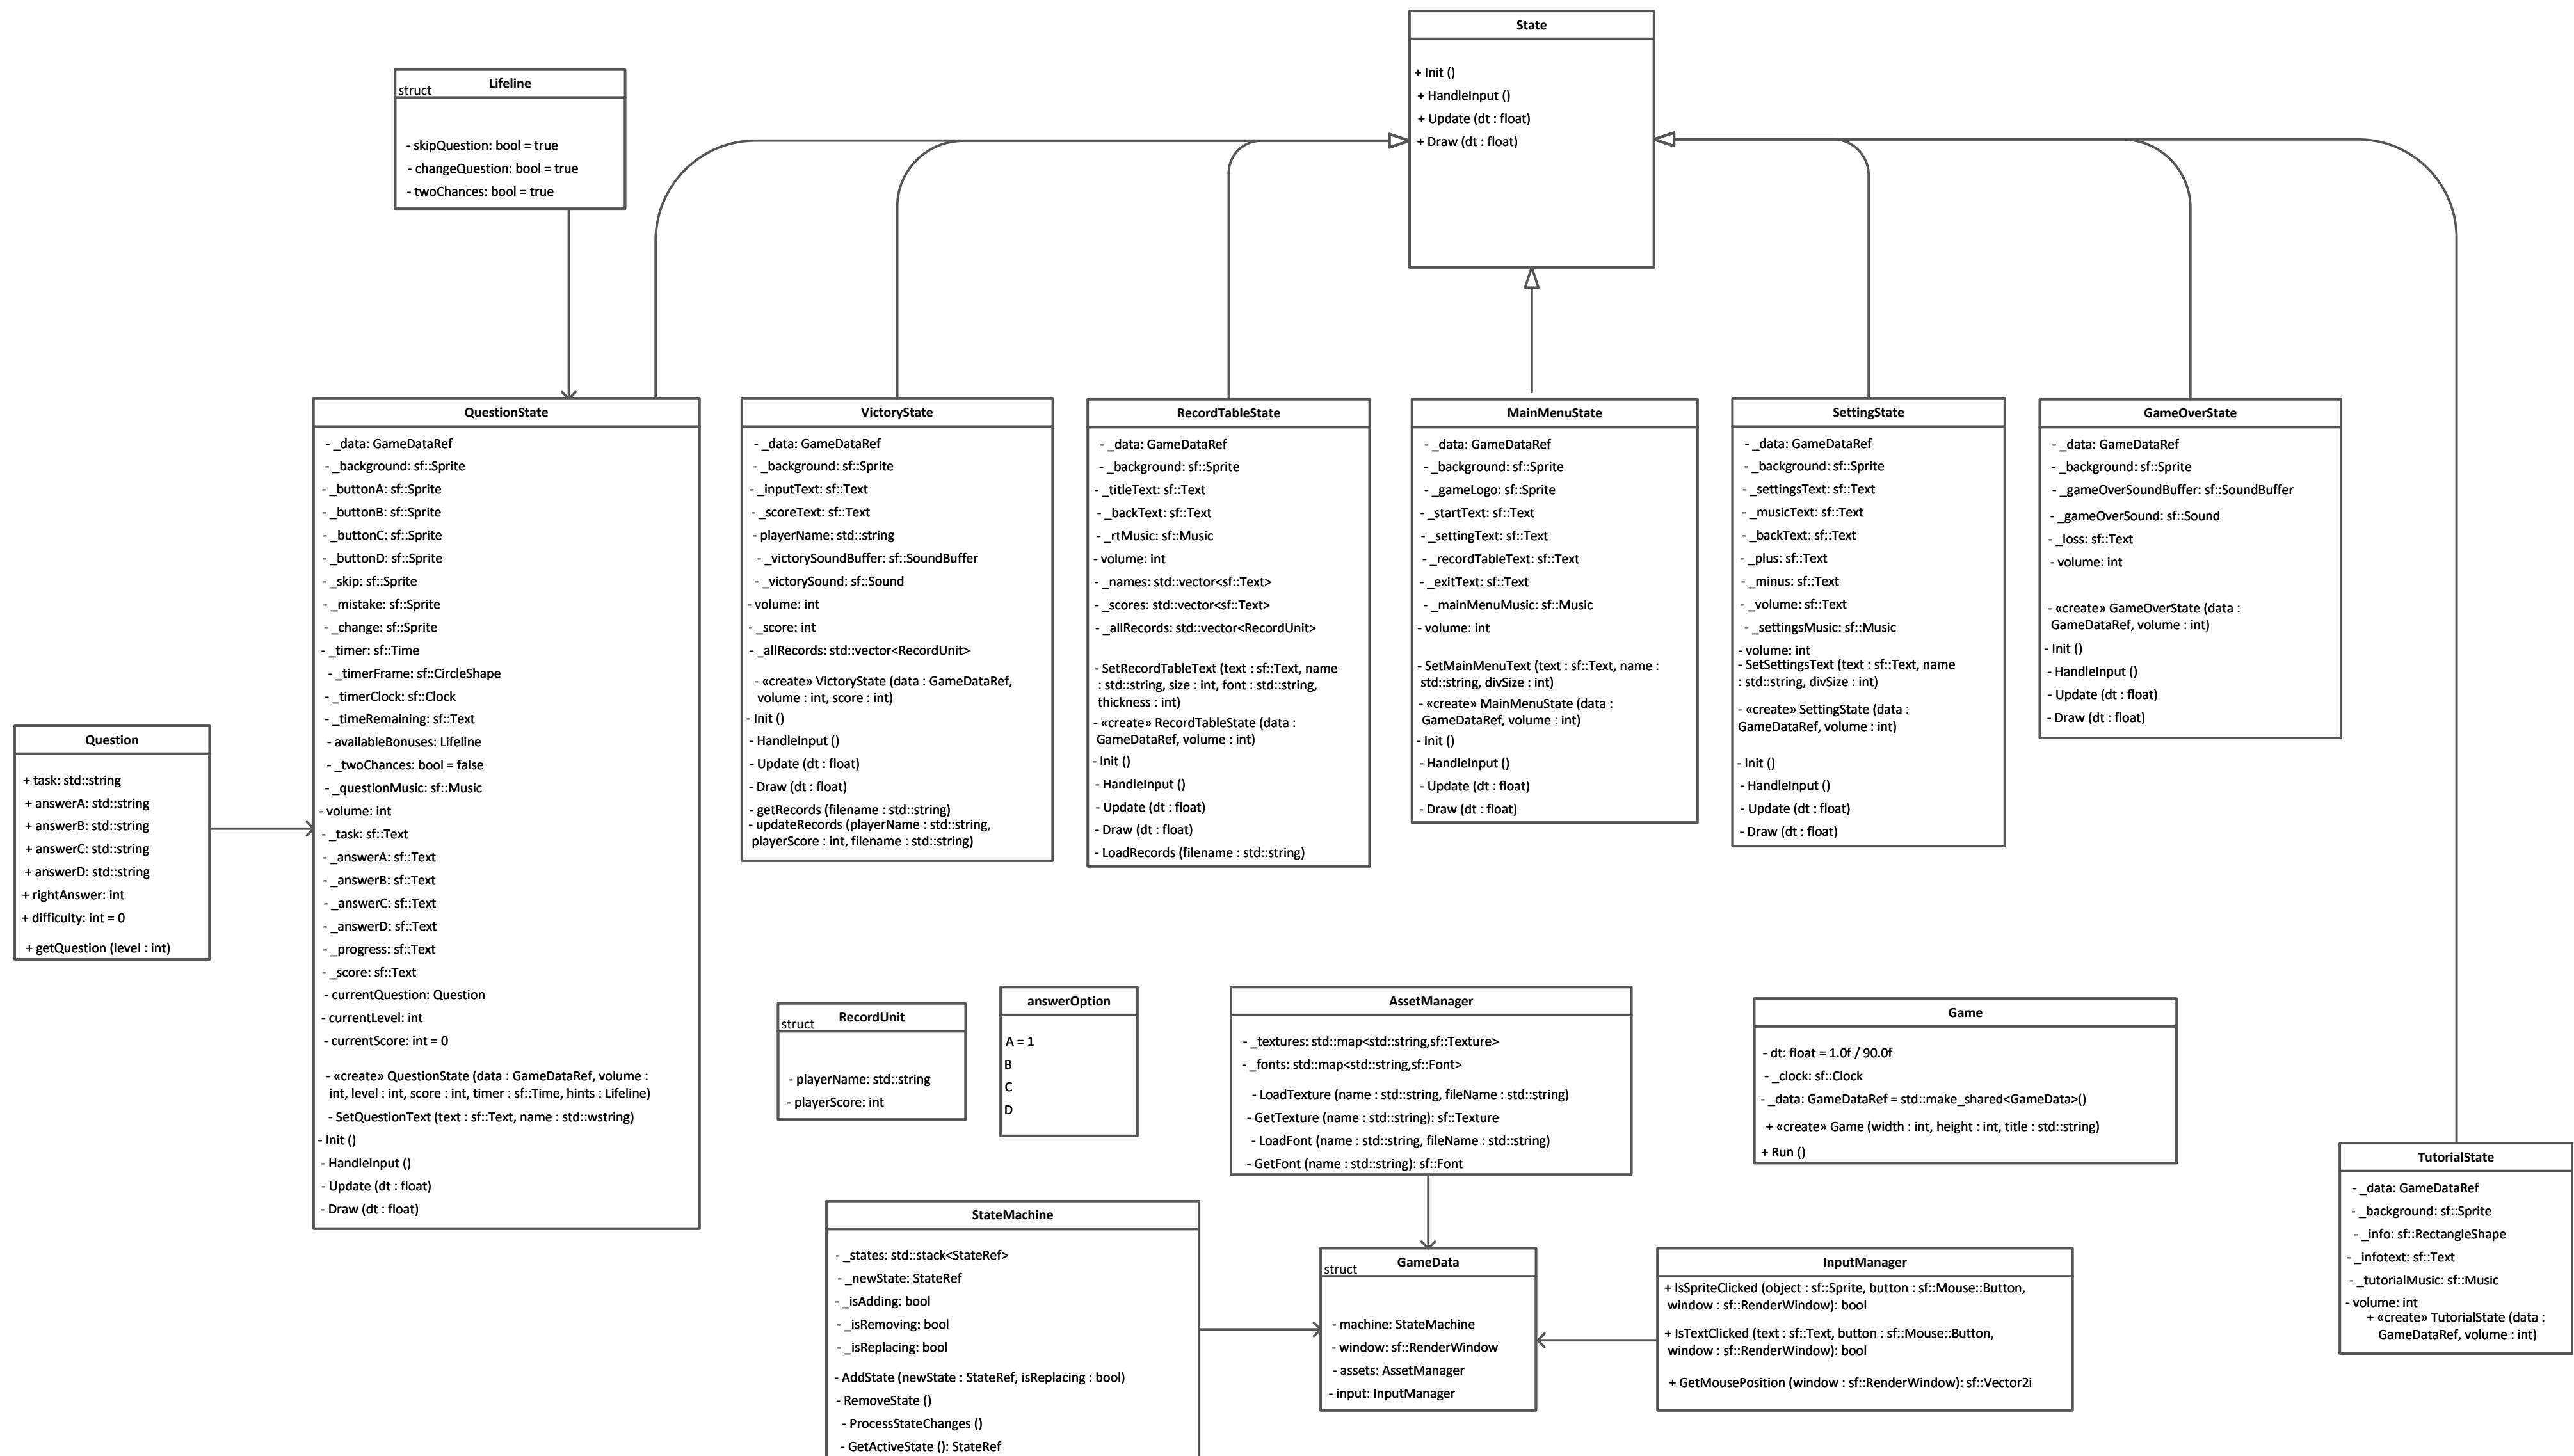 State
+ Init ()
+ HandleInput ()
+ Update (dt : float)
+ Draw (dt : float)
Lifeline
struct
- skipQuestion: bool = true
- changeQuestion: bool = true
- twoChances: bool = true
QuestionState
- _data: GameDataRef
- _background: sf::Sprite
- _buttonA: sf::Sprite
- _buttonB: sf::Sprite
- _buttonC: sf::Sprite
- _buttonD: sf::Sprite
- _skip: sf::Sprite
- _mistake: sf::Sprite
- _change: sf::Sprite
- _timer: sf::Time
- _timerFrame: sf::CircleShape
- _timerClock: sf::Clock
- _timeRemaining: sf::Text
- availableBonuses: Lifeline
- _twoChances: bool = false
- _questionMusic: sf::Music
- volume: int
- _task: sf::Text
- _answerA: sf::Text
- _answerB: sf::Text
- _answerC: sf::Text
- _answerD: sf::Text
- _progress: sf::Text
- _score: sf::Text
- currentQuestion: Question
- currentLevel: int
- currentScore: int = 0
- «create» QuestionState (data : GameDataRef, volume :
int, level : int, score : int, timer : sf::Time, hints : Lifeline)
- SetQuestionText (text : sf::Text, name : std::wstring)
- Init ()
- HandleInput ()
- Update (dt : float)
- Draw (dt : float)
VictoryState
- _data: GameDataRef
- _background: sf::Sprite
- _inputText: sf::Text
- _scoreText: sf::Text
- playerName: std::string
- _victorySoundBuffer: sf::SoundBuffer
- _victorySound: sf::Sound
- volume: int
- _score: int
- _allRecords: std::vector<RecordUnit>
- «create» VictoryState (data : GameDataRef,
volume : int, score : int)
- Init ()
- HandleInput ()
- Update (dt : float)
- Draw (dt : float)
- getRecords (filename : std::string)
- updateRecords (playerName : std::string,
playerScore : int, filename : std::string)
RecordTableState
- _data: GameDataRef
- _background: sf::Sprite
- _titleText: sf::Text
- _backText: sf::Text
- _rtMusic: sf::Music
- volume: int
- _names: std::vector<sf::Text>
- _scores: std::vector<sf::Text>
- _allRecords: std::vector<RecordUnit>
- SetRecordTableText (text : sf::Text, name
: std::string, size : int, font : std::string,
thickness : int)
- «create» RecordTableState (data :
GameDataRef, volume : int)
- Init ()
- HandleInput ()
- Update (dt : float)
- Draw (dt : float)
- LoadRecords (filename : std::string)
MainMenuState
- _data: GameDataRef
- _background: sf::Sprite
- _gameLogo: sf::Sprite
- _startText: sf::Text
- _settingText: sf::Text
- _recordTableText: sf::Text
- _exitText: sf::Text
- _mainMenuMusic: sf::Music
- volume: int
- SetMainMenuText (text : sf::Text, name :
std::string, divSize : int)
- «create» MainMenuState (data :
GameDataRef, volume : int)
- Init ()
- HandleInput ()
- Update (dt : float)
- Draw (dt : float)
SettingState
- _data: GameDataRef
- _background: sf::Sprite
- _settingsText: sf::Text
- _musicText: sf::Text
- _backText: sf::Text
- _plus: sf::Text
- _minus: sf::Text
- _volume: sf::Text
- _settingsMusic: sf::Music
- volume: int
- SetSettingsText (text : sf::Text, name
: std::string, divSize : int)
- «create» SettingState (data :
GameDataRef, volume : int)
- Init ()
- HandleInput ()
- Update (dt : float)
- Draw (dt : float)
GameOverState
- _data: GameDataRef
- _background: sf::Sprite
- _gameOverSoundBuffer: sf::SoundBuffer
- _gameOverSound: sf::Sound
- _loss: sf::Text
- volume: int
- «create» GameOverState (data :
GameDataRef, volume : int)
- Init ()
- HandleInput ()
- Update (dt : float)
- Draw (dt : float)
Question
+ task: std::string
+ answerA: std::string
+ answerB: std::string
+ answerC: std::string
+ answerD: std::string
+ rightAnswer: int
+ difficulty: int = 0
+ getQuestion (level : int)
RecordUnit
struct
- playerName: std::string
- playerScore: int
answerOption
A = 1
B
C
D
AssetManager
- _textures: std::map<std::string,sf::Texture>
- _fonts: std::map<std::string,sf::Font>
- LoadTexture (name : std::string, fileName : std::string)
- GetTexture (name : std::string): sf::Texture
- LoadFont (name : std::string, fileName : std::string)
- GetFont (name : std::string): sf::Font
Game
- dt: float = 1.0f / 90.0f
- _clock: sf::Clock
- _data: GameDataRef = std::make_shared<GameData>()
+ «create» Game (width : int, height : int, title : std::string)
+ Run ()
TutorialState
- _data: GameDataRef
- _background: sf::Sprite
- _info: sf::RectangleShape
- _infotext: sf::Text
- _tutorialMusic: sf::Music
- volume: int
+ «create» TutorialState (data :
GameDataRef, volume : int)
StateMachine
- _states: std::stack<StateRef>
- _newState: StateRef
- _isAdding: bool
- _isRemoving: bool
- _isReplacing: bool
- AddState (newState : StateRef, isReplacing : bool)
- RemoveState ()
- ProcessStateChanges ()
- GetActiveState (): StateRef
GameData
struct
- machine: StateMachine
- window: sf::RenderWindow
- assets: AssetManager
- input: InputManager
InputManager
+ IsSpriteClicked (object : sf::Sprite, button : sf::Mouse::Button,
window : sf::RenderWindow): bool
+ IsTextClicked (text : sf::Text, button : sf::Mouse::Button,
window : sf::RenderWindow): bool
+ GetMousePosition (window : sf::RenderWindow): sf::Vector2i